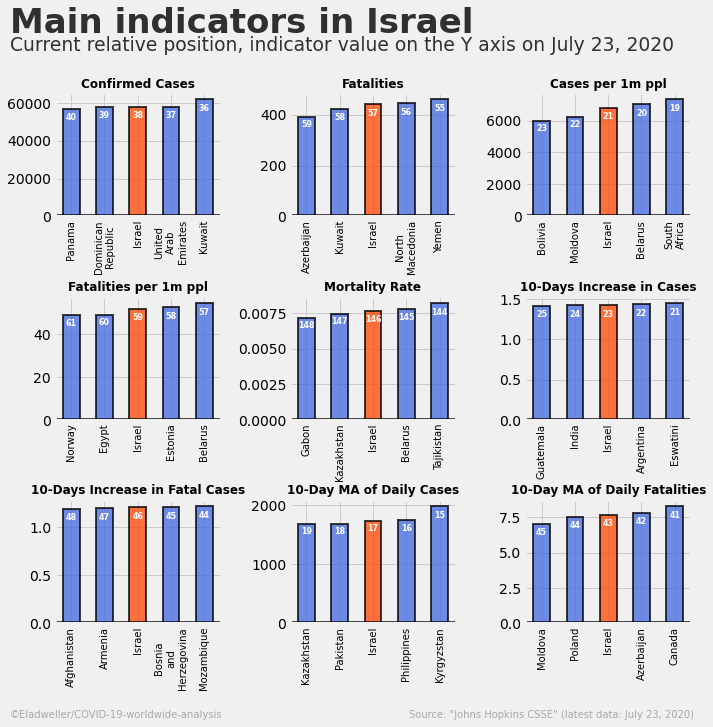 Main indicators in Israel
Current relative position, indicator value on the Y axis on July 23, 2020
Confirmed Cases
60000
40000
20000
0
40
39
38
37
36
Panama
Dominican
Republic
Israel
United
Arab
Emirates
Kuwait
Fatalities
400
200
0
59
58
57
56
55
Azerbaijan
Kuwait
Israel
North
Macedonia
Yemen
Cases per 1m ppl
6000
4000
2000
0
23
22
21
20
19
Bolivia
Moldova
Israel
Belarus
South
Africa
Fatalities per 1m ppl
40
20
0
61
60
59
58
57
Norway
Egypt
Israel
Estonia
Belarus
Mortality Rate
0.0075
0.0050
0.0025
0.0000
148
147
146
145
144
Gabon
Kazakhstan
Israel
Belarus
Tajikistan
10-Days Increase in Cases
1.5
1.0
0.5
0.0
25
24
23
22
21
Guatemala
India
Israel
Argentina
Eswatini
10-Days Increase in Fatal Cases
1.0
0.5
0.0
48
47
46
45
44
Afghanistan
Armenia
Israel
Bosnia
and
Herzegovina
Mozambique
10-Day MA of Daily Cases
2000
1000
0
19
18
17
16
15
Kazakhstan
Pakistan
Israel
Philippines
Kyrgyzstan
10-Day MA of Daily Fatalities
7.5
5.0
2.5
0.0
45
44
43
42
41
Moldova
Poland
Israel
Azerbaijan
Canada
©Eladweller/COVID-19-worldwide-analysis
Source: "Johns Hopkins CSSE" (latest data: July 23, 2020)